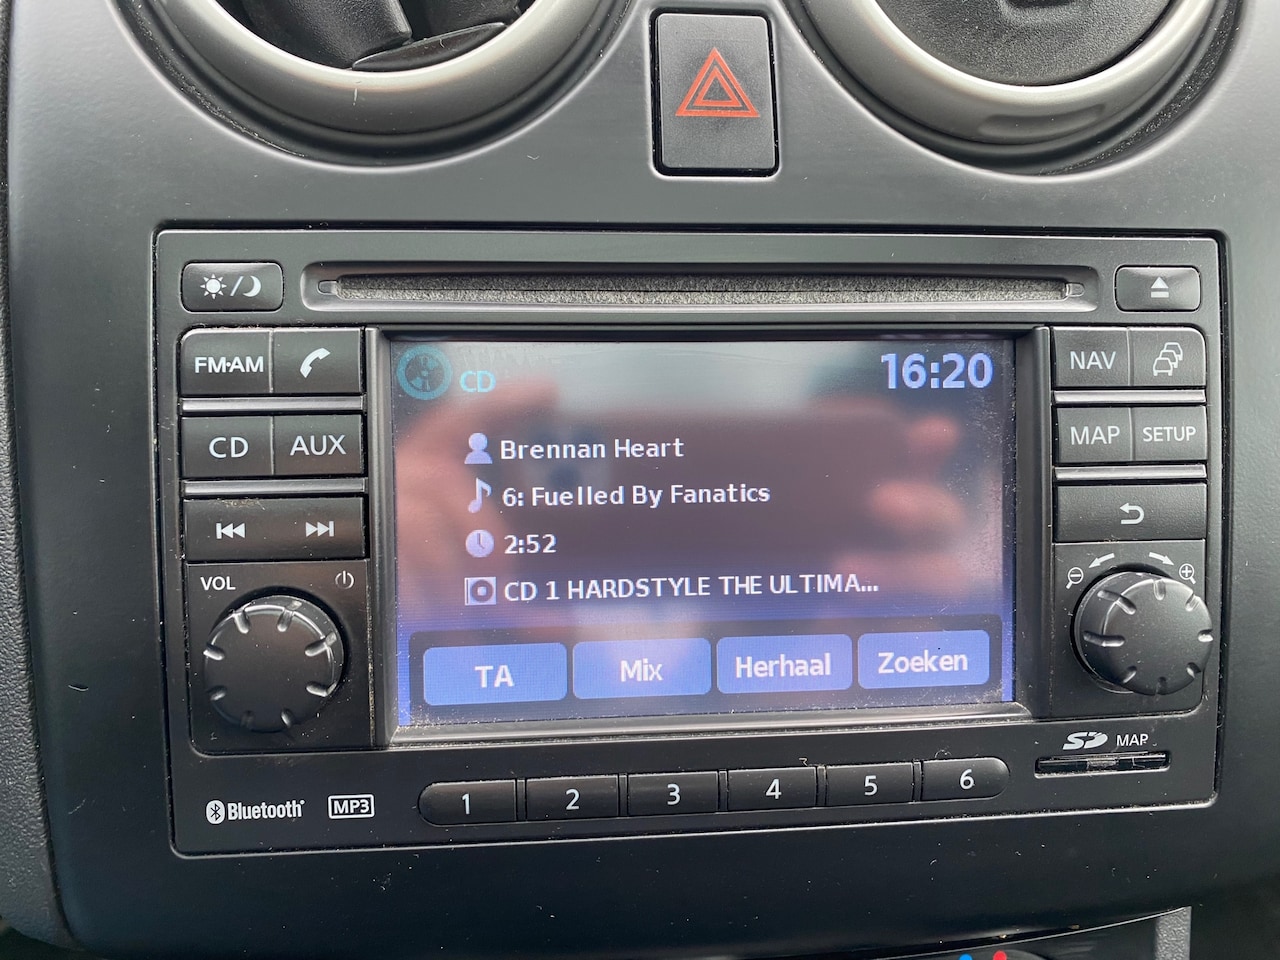 FM·AM
CD
AUX
VOL
CD
16:20
Brennan Heart
6: Fuelled By Fanatics
2:52
CD 1 HARDSTYLE THE ULTIMA...
TA
Mix
Herhaal
Zoeken
NAV
MAP
SETUP
SD MAP
Bluetooth
MP3
1
2
3
4
5
6